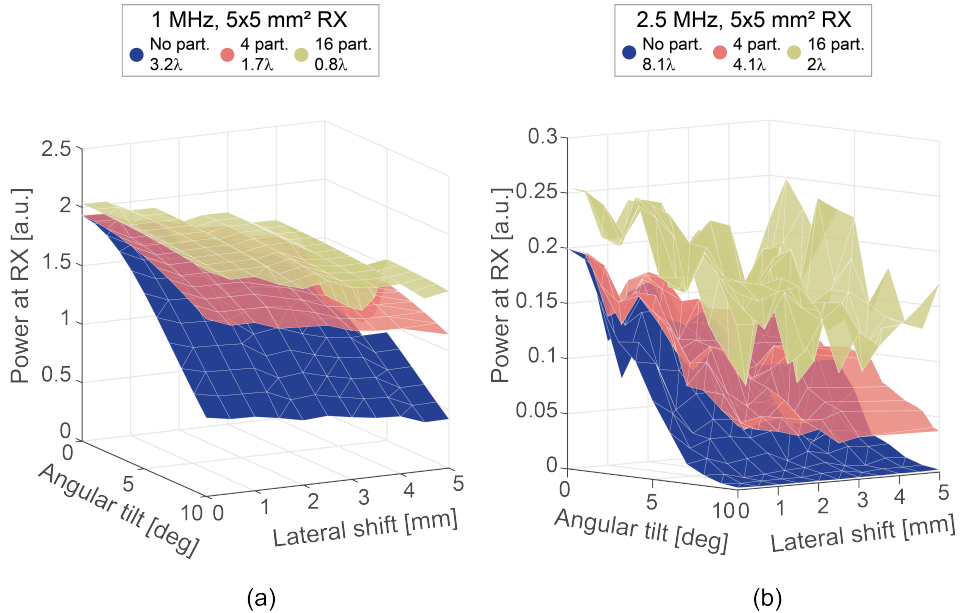 1 MHz, 5x5 mm² RX
No part. 4 part. 16 part.
3.2λ 1.7λ 0.8λ
2.5
2
1.5
1
0.5
0
Power at RX [a.u.]
0
5
10
Angular tilt [deg]
0 1 2 3 4 5
Lateral shift [mm]
(a)
2.5 MHz, 5x5 mm² RX
No part. 4 part. 16 part.
8.1λ 4.1λ 2λ
0.3
0.25
0.2
0.15
0.1
0.05
0
Power at RX [a.u.]
0
5
10
Angular tilt [deg]
0 1 2 3 4 5
Lateral shift [mm]
(b)